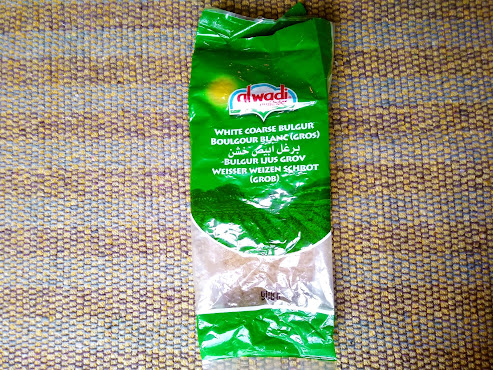 alwadi
WHITE COARSE BULGUR
BOULGOUR BLANC (GROS)
برغل أبيض خشن
-BULGUR LJUS GROV
WEISSER WEIZEN SCHROT
(GROB)